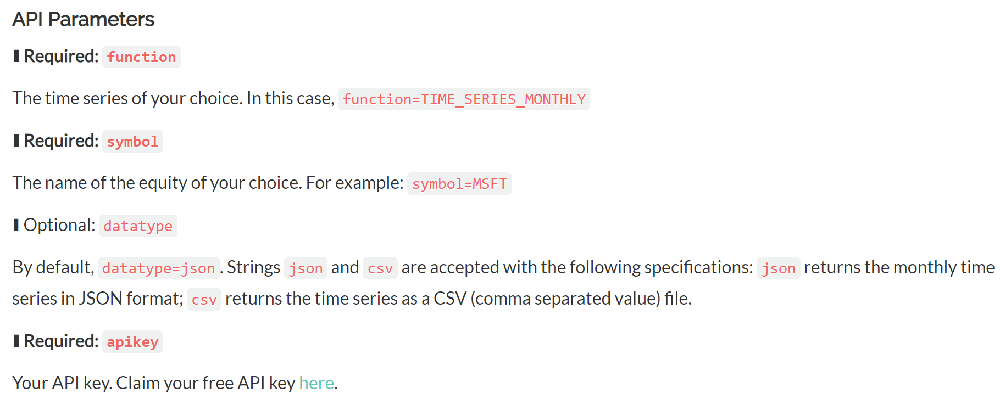 API Parameters
▮ Required: function
The time series of your choice. In this case, function=TIME_SERIES_MONTHLY
▮ Required: symbol
The name of the equity of your choice. For example: symbol=MSFT
▮ Optional: datatype
By default, datatype=json. Strings json and csv are accepted with the following specifications: json returns the monthly time
series in JSON format; csv returns the time series as a CSV (comma separated value) file.
▮ Required: apikey
Your API key. Claim your free API key here.